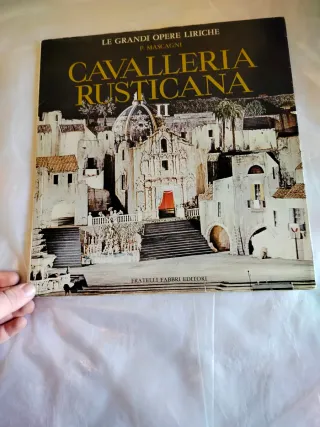 LE GRANDI OPERE LIRICHE
P. MASCAGNI
CAVALLERIA
RUSTICANA
II
FRATELLI FABBRI EDITORI